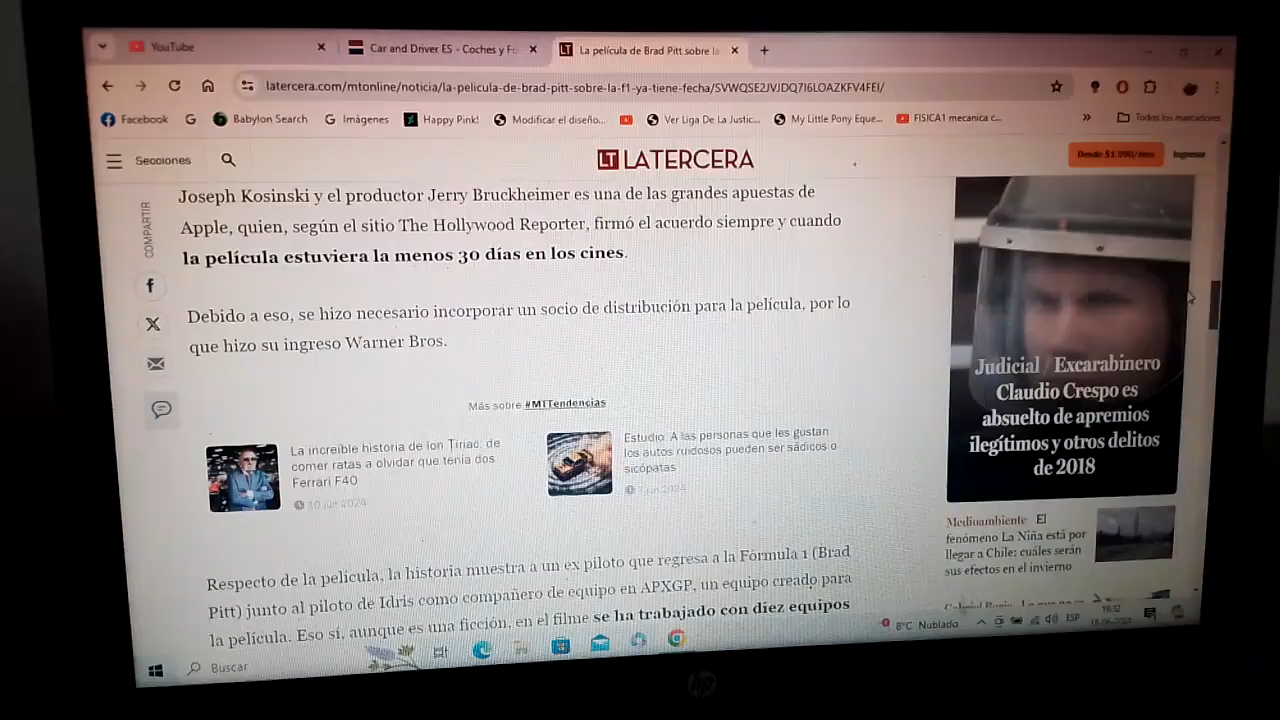 YouTube
Car and Driver ES - Coches y Fo
La película de Brad Pitt sobre la
latercera.com/mtonline/noticia/la-pelicula-de-brad-pitt-sobre-la-f1-ya-tiene-fecha/SVWQSE2JVJDQ7I6LOAZKFV4FEI/
Facebook
Babylon Search
Imágenes
Happy Pink!
Modificar el diseño...
Ver Liga De La Justic...
My Little Pony Eque...
FISICA1 mecanica c...
»
Todos los marcadores
Secciones
LT LATERCERA
Desde $1.990/mes
Ingresar
COMPARTIR
Joseph Kosinski y el productor Jerry Bruckheimer es una de las grandes apuestas de
Apple, quien, según el sitio The Hollywood Reporter, firmó el acuerdo siempre y cuando
la película estuviera la menos 30 días en los cines.
Debido a eso, se hizo necesario incorporar un socio de distribución para la película, por lo
que hizo su ingreso Warner Bros.
Más sobre #MTTendencias
La increíble historia de Ion Tiriac: de
comer ratas a olvidar que tenía dos
Ferrari F40
10 jun 2024
Estudio: A las personas que les gustan
los autos ruidosos pueden ser sádicos o
sicópatas
7 jun 2024
Respecto de la película, la historia muestra a un ex piloto que regresa a la Fórmula 1 (Brad
Pitt) junto al piloto de Idris como compañero de equipo en APXGP, un equipo creado para
la película. Eso sí, aunque es una ficción, en el filme se ha trabajado con diez equipos
Judicial / Excarabinero
Claudio Crespo es
absuelto de apremios
ilegítimos y otros delitos
de 2018
Medioambiente El
fenómeno La Niña está por
llegar a Chile: cuáles serán
sus efectos en el invierno
Buscar
8°C Nublado
ESP
18:32
hp